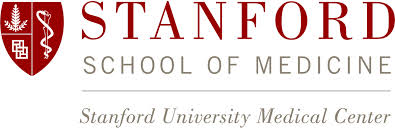 STANFORD
SCHOOL OF MEDICINE
Stanford University Medical Center